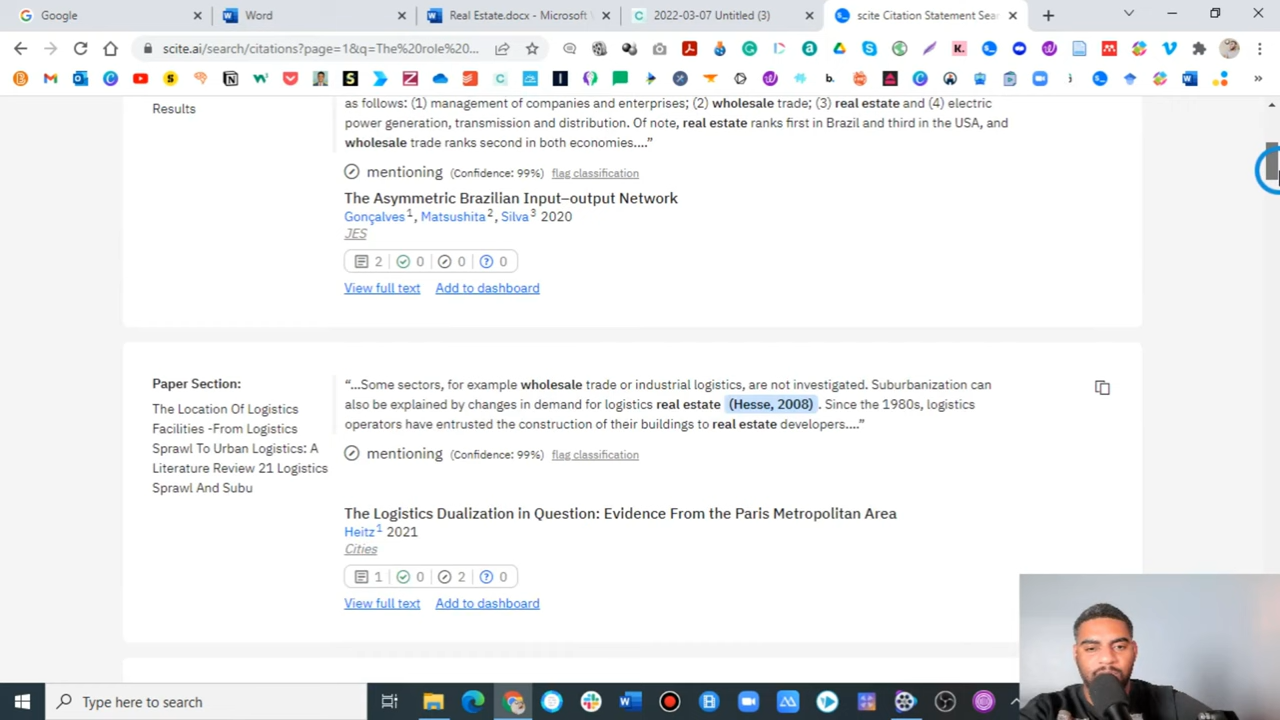 Google
Word
Real Estate.docx - Microsoft W
2022-03-07 Untitled (3)
scite Citation Statement Sear
scite.ai/search/citations?page=1&q=The%20role%20...
Results
as follows: (1) management of companies and enterprises; (2) wholesale trade; (3) real estate and (4) electric
power generation, transmission and distribution. Of note, real estate ranks first in Brazil and third in the USA, and
wholesale trade ranks second in both economies....”
mentioning (Confidence: 99%) flag classification
The Asymmetric Brazilian Input–output Network
Gonçalves1, Matsushita2, Silva3 2020
JES
2 0 0 0
View full text Add to dashboard
Paper Section:
The Location Of Logistics
Facilities -From Logistics
Sprawl To Urban Logistics: A
Literature Review 21 Logistics
Sprawl And Subu
“...Some sectors, for example wholesale trade or industrial logistics, are not investigated. Suburbanization can
also be explained by changes in demand for logistics real estate (Hesse, 2008). Since the 1980s, logistics
operators have entrusted the construction of their buildings to real estate developers....”
mentioning (Confidence: 99%) flag classification
The Logistics Dualization in Question: Evidence From the Paris Metropolitan Area
Heitz1 2021
Cities
1 0 2 0
View full text Add to dashboard
Type here to search